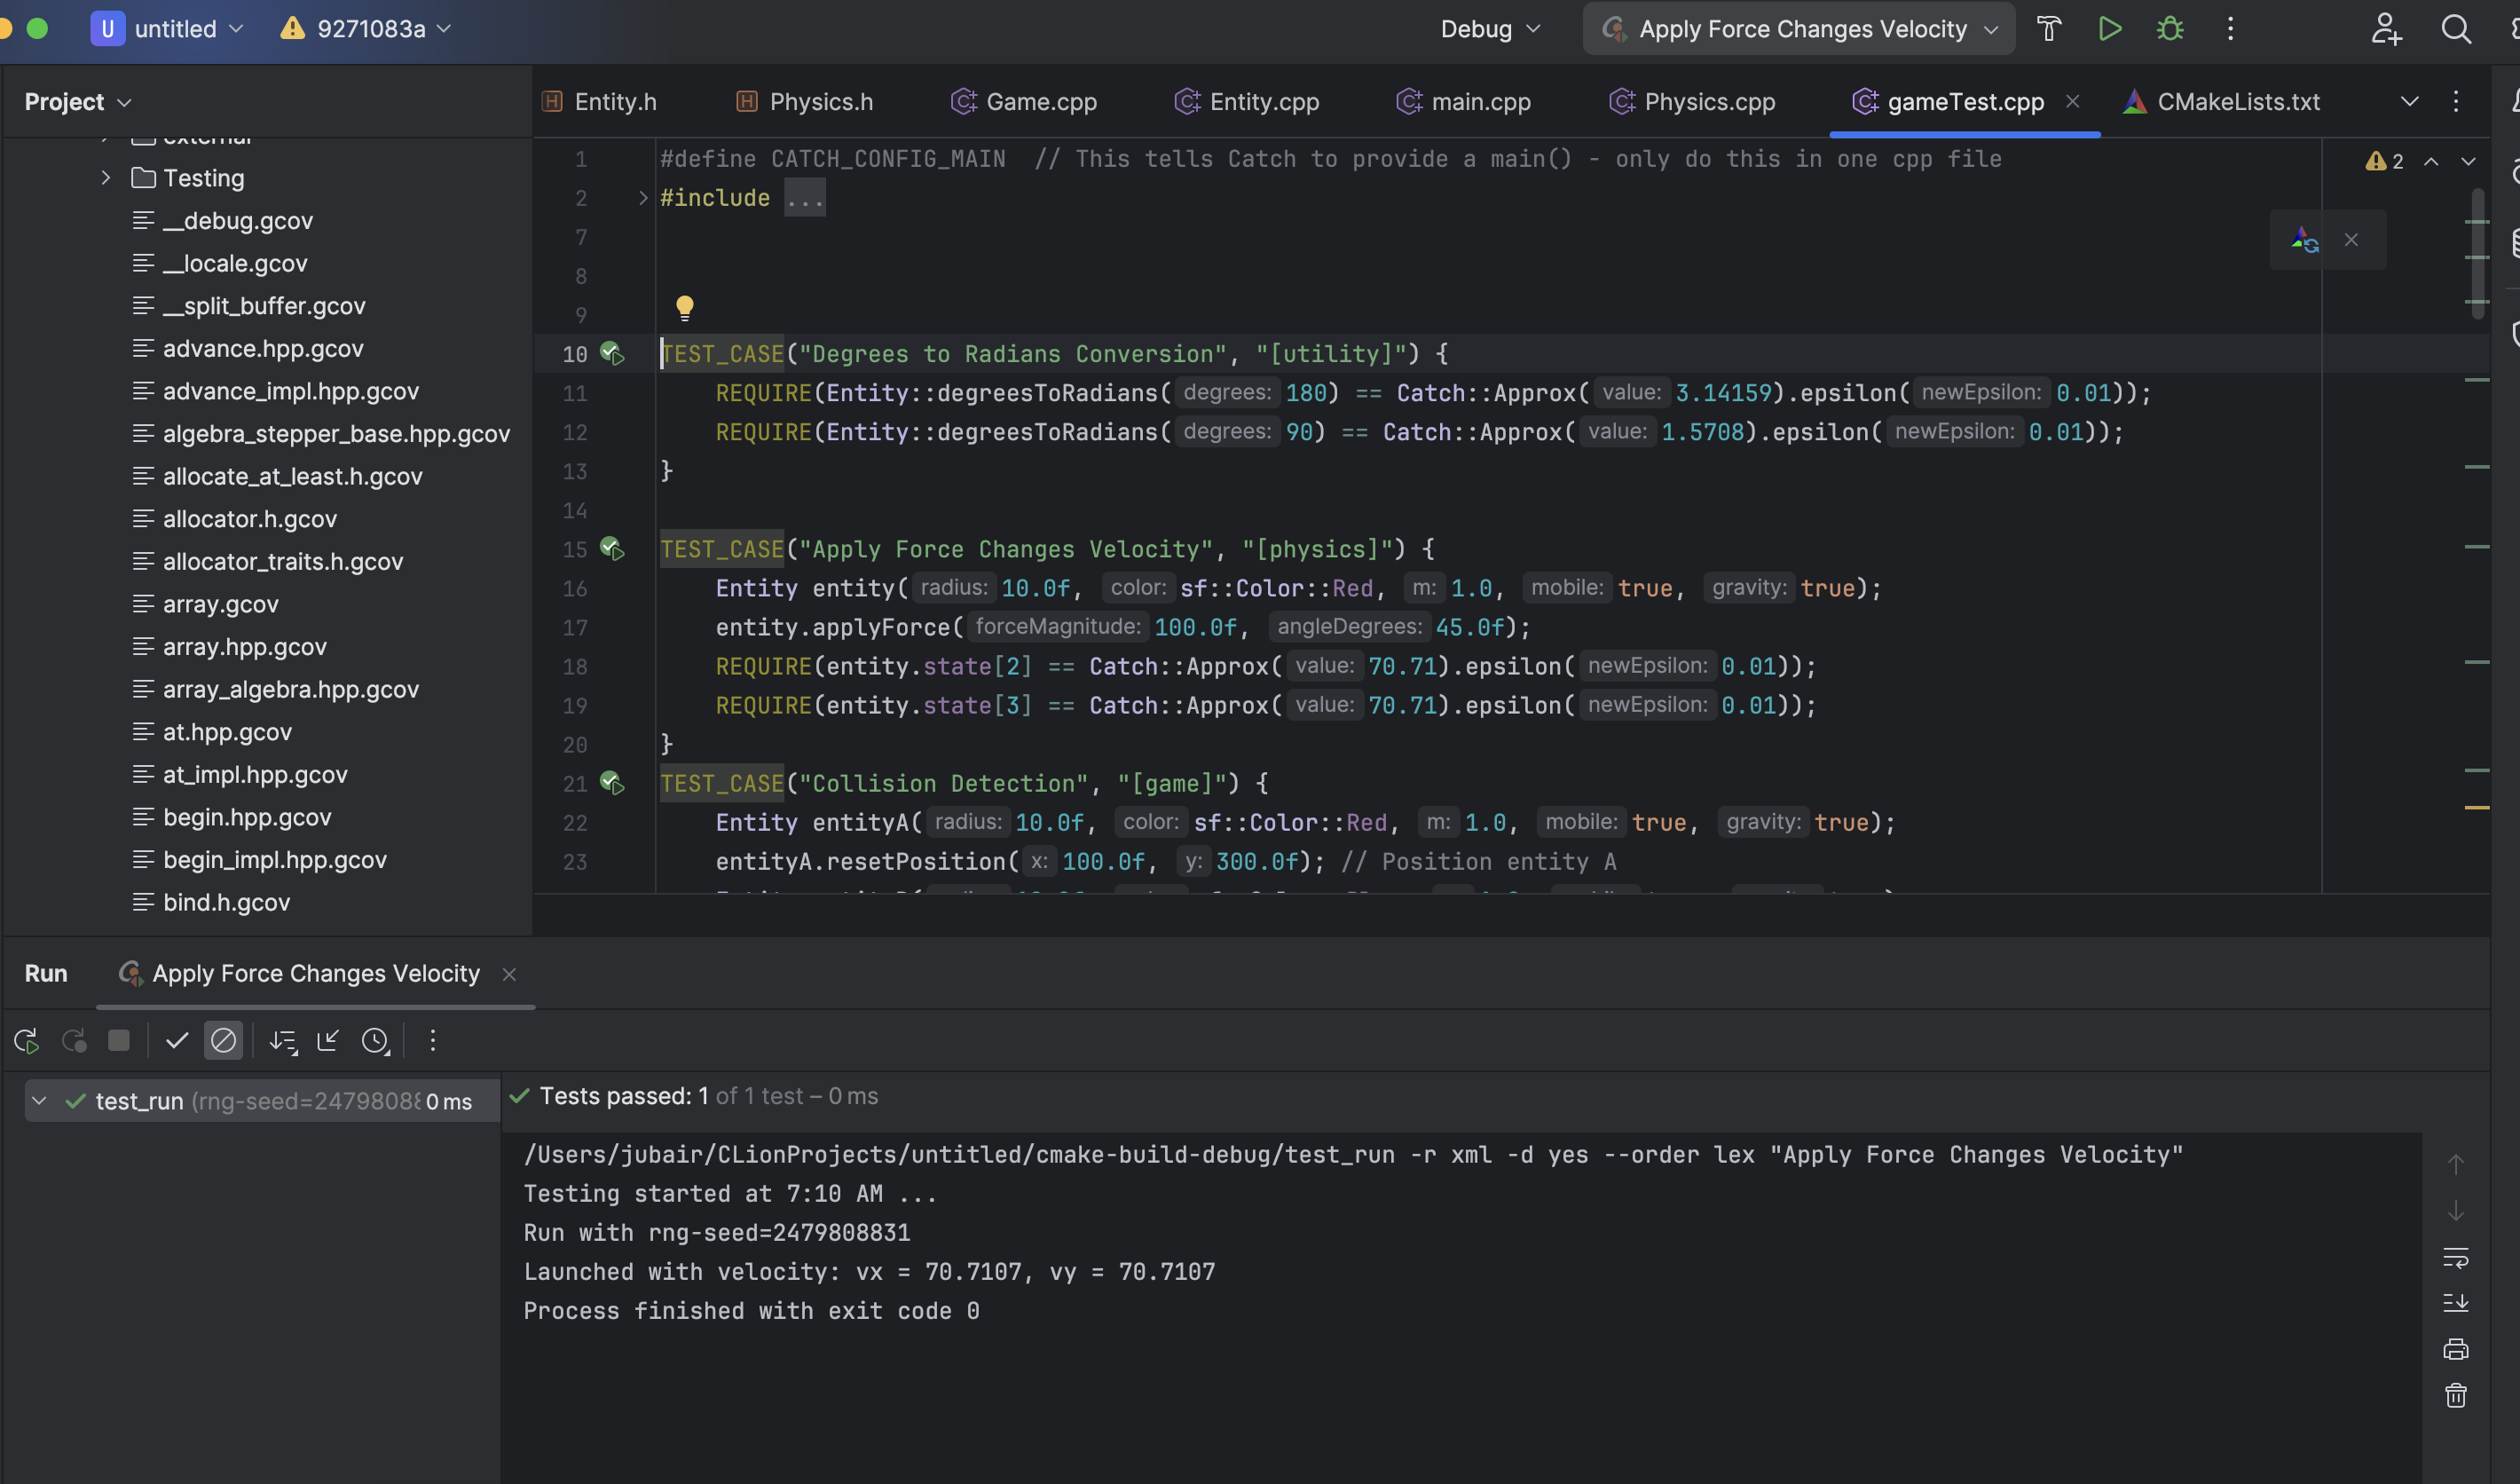 U untitled 9271083a Debug Apply Force Changes Velocity
Project
Entity.h Physics.h Game.cpp Entity.cpp main.cpp Physics.cpp gameTest.cpp CMakeLists.txt
external
Testing
__debug.gcov
__locale.gcov
__split_buffer.gcov
advance.hpp.gcov
advance_impl.hpp.gcov
algebra_stepper_base.hpp.gcov
allocate_at_least.h.gcov
allocator.h.gcov
allocator_traits.h.gcov
array.gcov
array.hpp.gcov
array_algebra.hpp.gcov
at.hpp.gcov
at_impl.hpp.gcov
begin.hpp.gcov
begin_impl.hpp.gcov
bind.h.gcov
1 #define CATCH_CONFIG_MAIN // This tells Catch to provide a main() - only do this in one cpp file
2 #include ...
7
8
9
10 TEST_CASE("Degrees to Radians Conversion", "[utility]") {
11 REQUIRE(Entity::degreesToRadians( degrees: 180) == Catch::Approx( value: 3.14159).epsilon( newEpsilon: 0.01));
12 REQUIRE(Entity::degreesToRadians( degrees: 90) == Catch::Approx( value: 1.5708).epsilon( newEpsilon: 0.01));
13 }
14
15 TEST_CASE("Apply Force Changes Velocity", "[physics]") {
16 Entity entity( radius: 10.0f, color: sf::Color::Red, m: 1.0, mobile: true, gravity: true);
17 entity.applyForce( forceMagnitude: 100.0f, angleDegrees: 45.0f);
18 REQUIRE(entity.state[2] == Catch::Approx( value: 70.71).epsilon( newEpsilon: 0.01));
19 REQUIRE(entity.state[3] == Catch::Approx( value: 70.71).epsilon( newEpsilon: 0.01));
20 }
21 TEST_CASE("Collision Detection", "[game]") {
22 Entity entityA( radius: 10.0f, color: sf::Color::Red, m: 1.0, mobile: true, gravity: true);
23 entityA.resetPosition( x: 100.0f, y: 300.0f); // Position entity A
2
Run Apply Force Changes Velocity
test_run (rng-seed=2479808 0 ms
Tests passed: 1 of 1 test – 0 ms
/Users/jubair/CLionProjects/untitled/cmake-build-debug/test_run -r xml -d yes --order lex "Apply Force Changes Velocity"
Testing started at 7:10 AM ...
Run with rng-seed=2479808831
Launched with velocity: vx = 70.7107, vy = 70.7107
Process finished with exit code 0